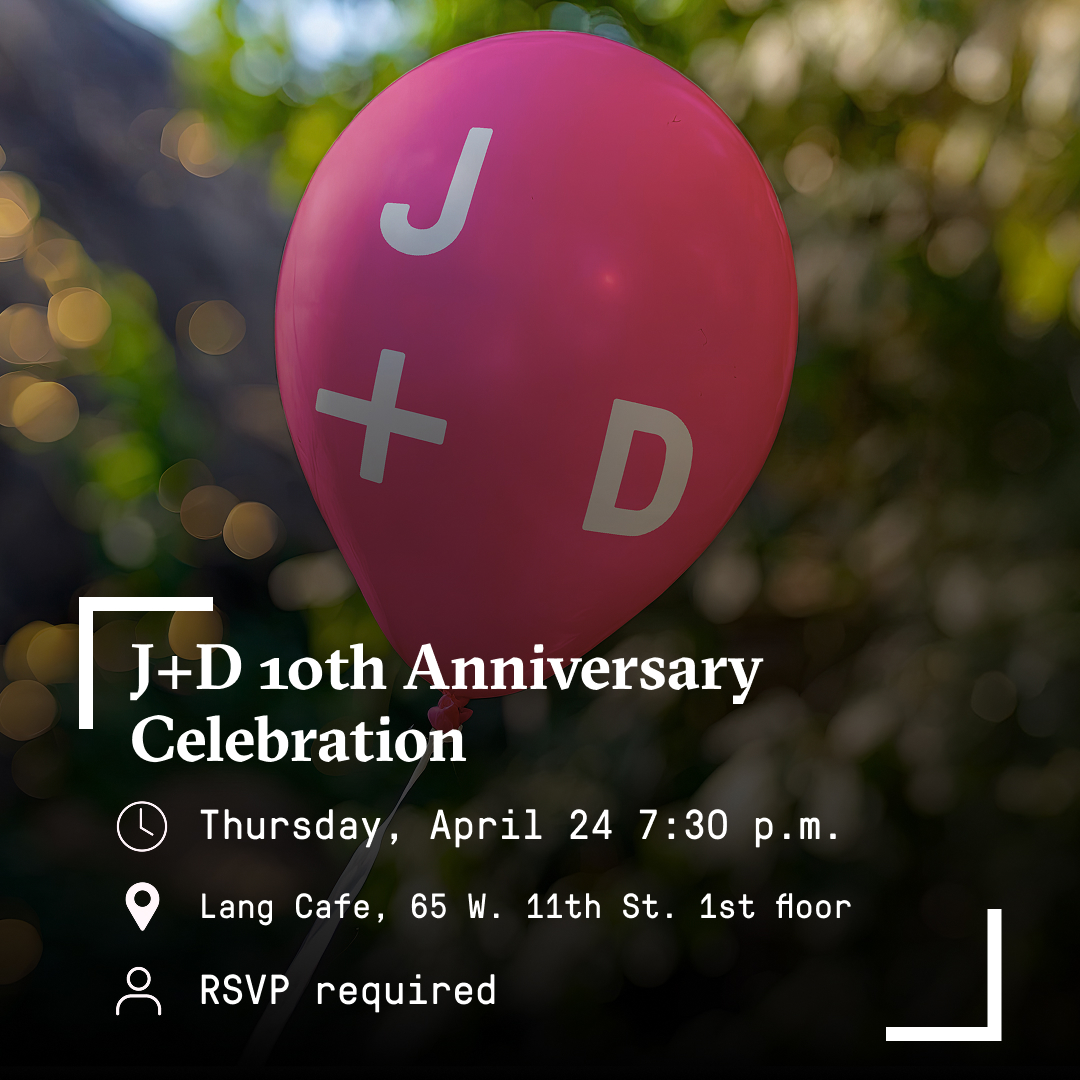 J
+ D
J+D 10th Anniversary
Celebration
Thursday, April 24 7:30 p.m.
Lang Cafe, 65 W. 11th St. 1st floor
RSVP required